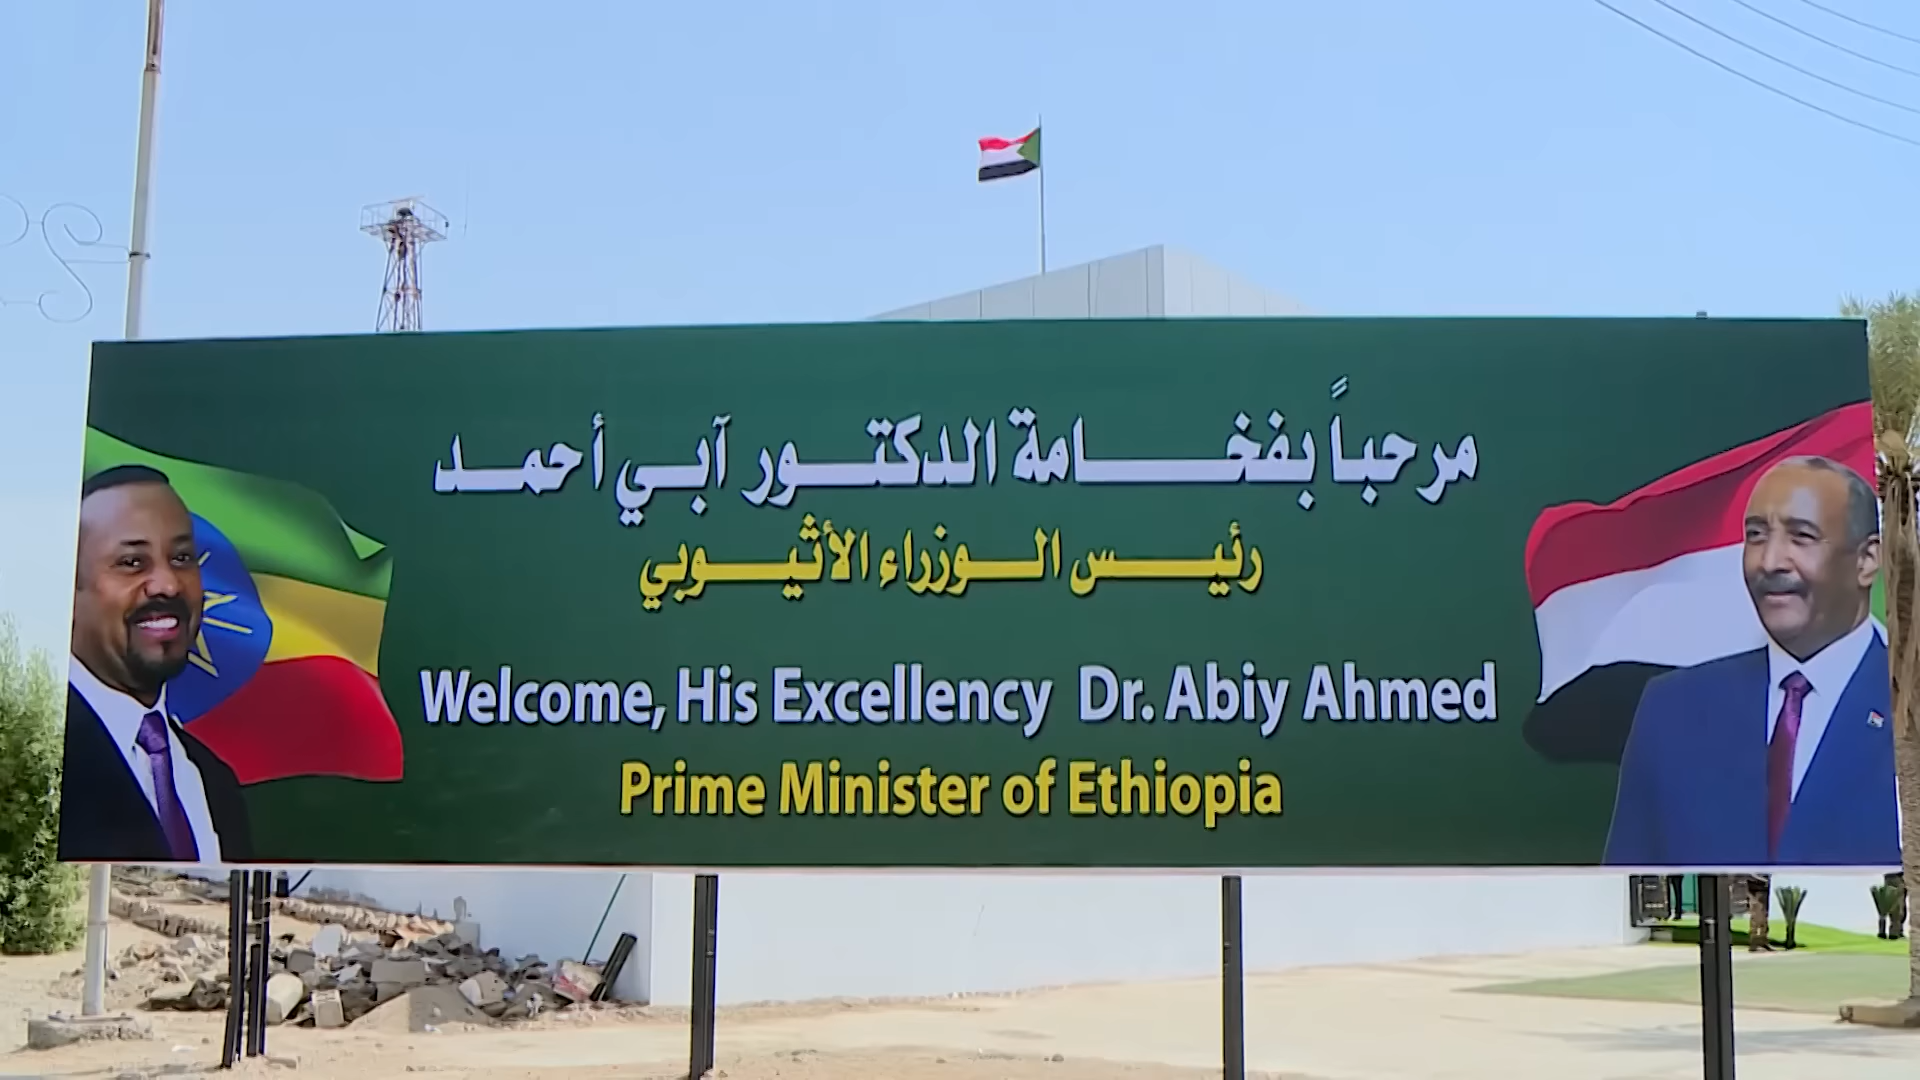 مرحباً بفخامة الدكتور آبي أحمد
رئيس الوزراء الأثيوبي
Welcome, His Excellency Dr. Abiy Ahmed
Prime Minister of Ethiopia